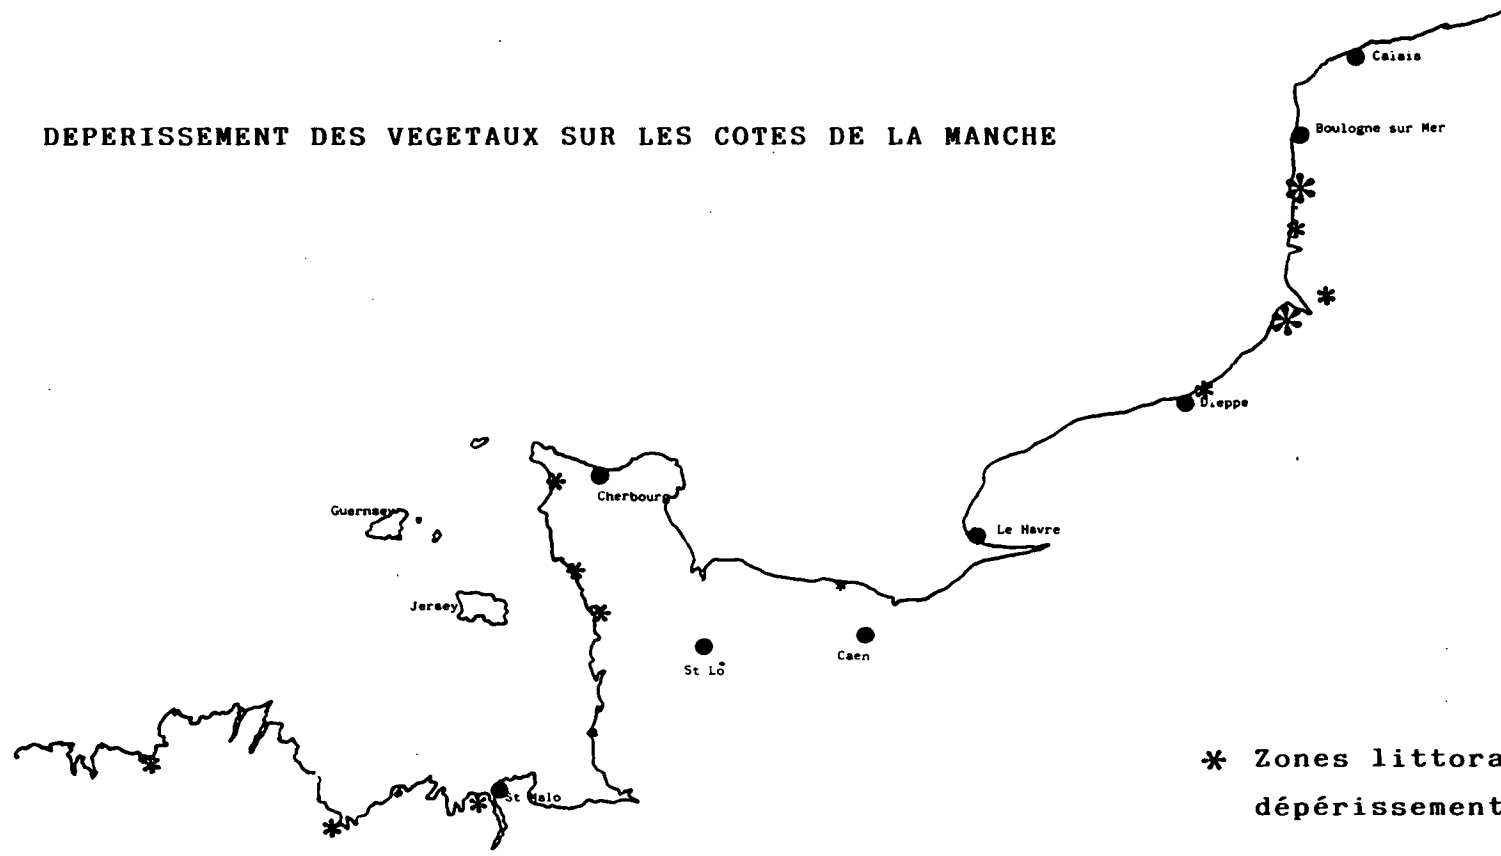 Calais
DEPERISSEMENT DES VEGETAUX SUR LES COTES DE LA MANCHE
Boulogne sur Mer
Dieppe
Cherbourg
Guernsey
Le Havre
Jersey
Caen
St Lo
* Zones littora
St Malo
dépérissement